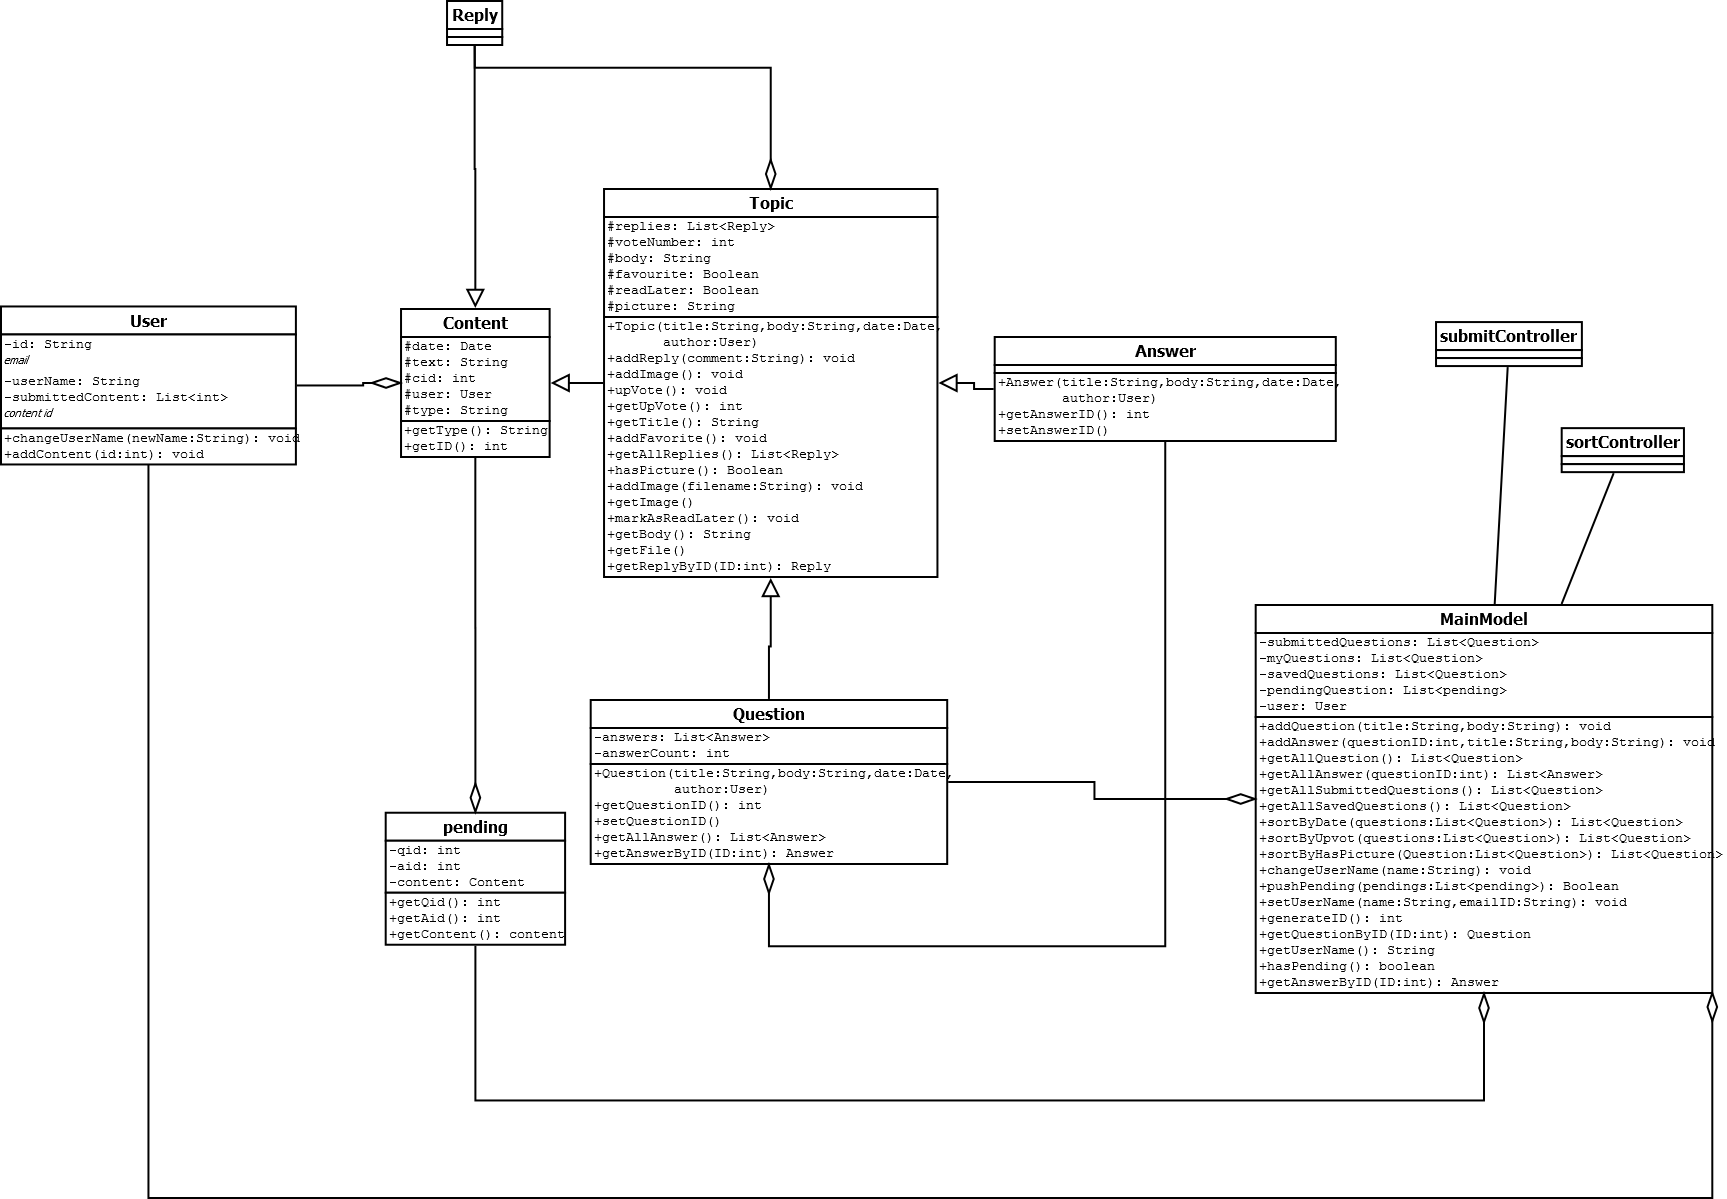 Reply
Topic
#replies: List<Reply>
#voteNumber: int
#body: String
#favourite: Boolean
#readLater: Boolean
#picture: String
+Topic(title:String,body:String,date:Date,
author:User)
+addReply(comment:String): void
+addImage(): void
+upVote(): void
+getUpVote(): int
+getTitle(): String
+addFavorite(): void
+getAllReplies(): List<Reply>
+hasPicture(): Boolean
+addImage(filename:String): void
+getImage()
+markAsReadLater(): void
+getBody(): String
+getFile()
+getReplyByID(ID:int): Reply
User
-id: String
email
-userName: String
-submittedContent: List<int>
content id
+changeUserName(newName:String): void
+addContent(id:int): void
Content
#date: Date
#text: String
#cid: int
#user: User
#type: String
+getType(): String
+getID(): int
Answer
+Answer(title:String,body:String,date:Date,
author:User)
+getAnswerID(): int
+setAnswerID()
submitController
sortController
MainModel
-submittedQuestions: List<Question>
-myQuestions: List<Question>
-savedQuestions: List<Question>
-pendingQuestion: List<pending>
-user: User
+addQuestion(title:String,body:String): void
+addAnswer(questionID:int,title:String,body:String): void
+getAllQuestion(): List<Question>
+getAllAnswer(questionID:int): List<Answer>
+getAllSubmittedQuestions(): List<Question>
+getAllSavedQuestions(): List<Question>
+sortByDate(questions:List<Question>): List<Question>
+sortByUpvot(questions:List<Question>): List<Question>
+sortByHasPicture(Question:List<Question>): List<Question>
+changeUserName(name:String): void
+pushPending(pendings:List<pending>): Boolean
+setUserName(name:String,emailID:String): void
+generateID(): int
+getQuestionByID(ID:int): Question
+getUserName(): String
+hasPending(): boolean
+getAnswerByID(ID:int): Answer
Question
-answers: List<Answer>
-answerCount: int
+Question(title:String,body:String,date:Date,
author:User)
+getQuestionID(): int
+setQuestionID()
+getAllAnswer(): List<Answer>
+getAnswerByID(ID:int): Answer
pending
-qid: int
-aid: int
-content: Content
+getQid(): int
+getAid(): int
+getContent(): content